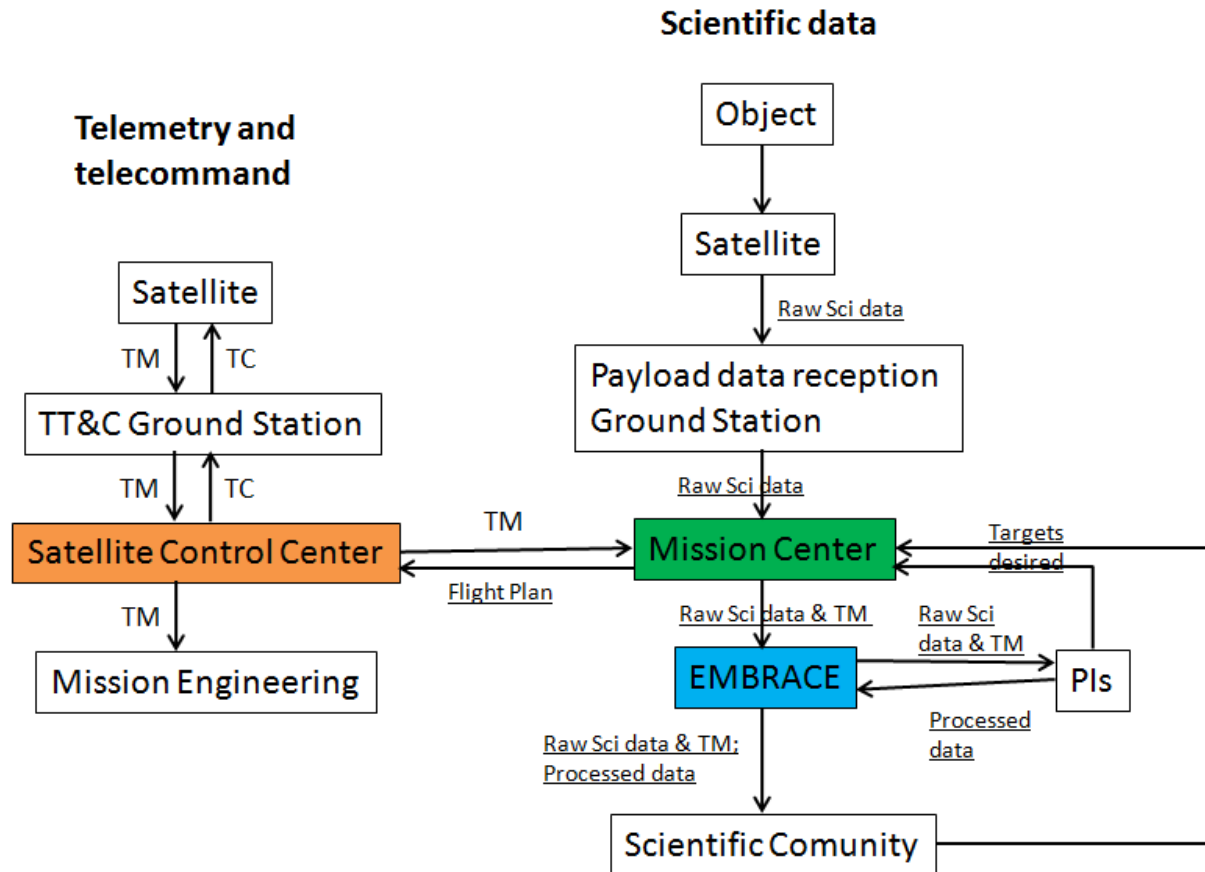 Scientific data
Telemetry and
telecommand
Object
Satellite
Raw Sci data
Payload data reception
Ground Station
Raw Sci data
Satellite
TM
TC
TT&C Ground Station
TM
TC
Satellite Control Center
TM
Flight Plan
Mission Center
Targets
desired
TM
Mission Engineering
Raw Sci data & TM
Raw Sci
data & TM
EMBRACE
PIs
Processed
data
Raw Sci data & TM;
Processed data
Scientific Comunity